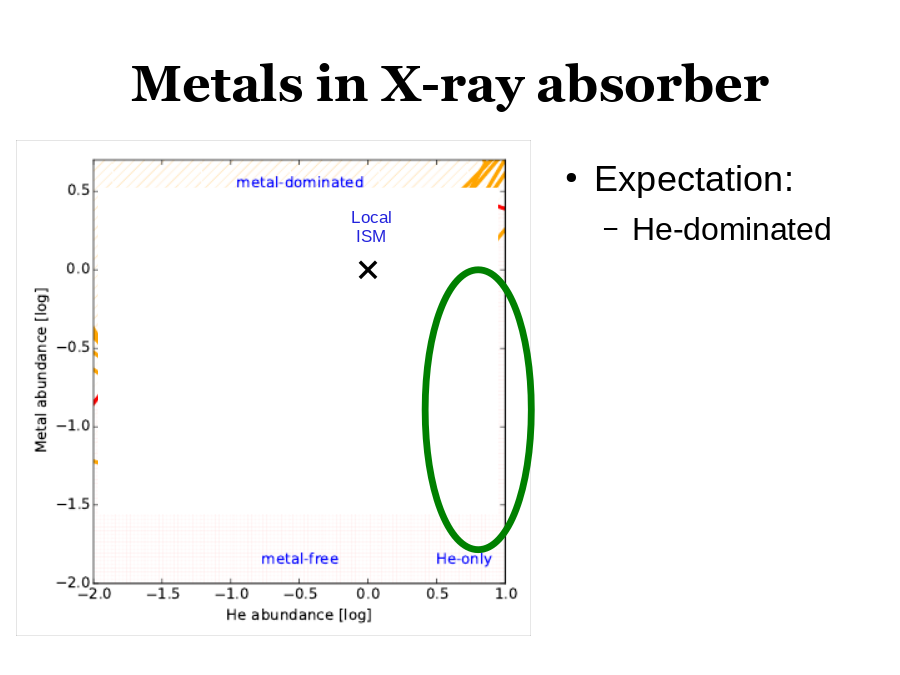 Metals in X-ray absorber
metal-dominated
Local
ISM
0.5
0.0
−0.5
−1.0
−1.5
−2.0
Metal abundance [log]
metal-free
He-only
−2.0 −1.5 −1.0 −0.5 0.0 0.5 1.0
He abundance [log]
• Expectation:
– He-dominated